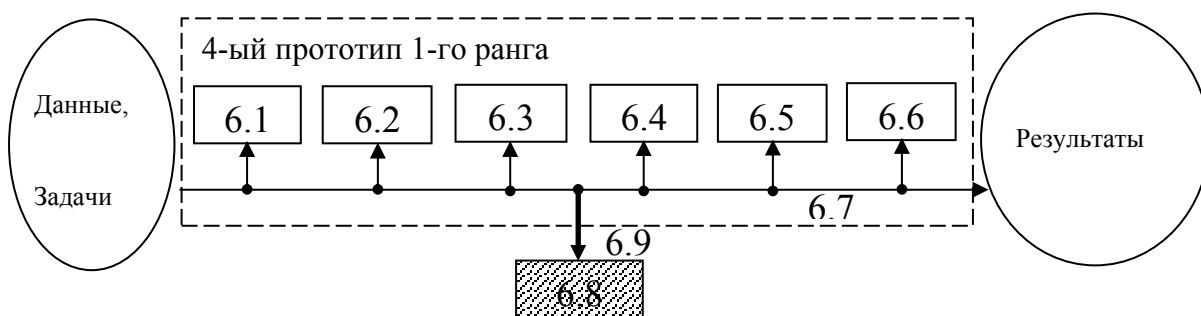 4-ый прототип 1-го ранга
Данные,
Задачи
6.1 6.2 6.3 6.4 6.5 6.6
Результаты
6.7
6.9
6.8